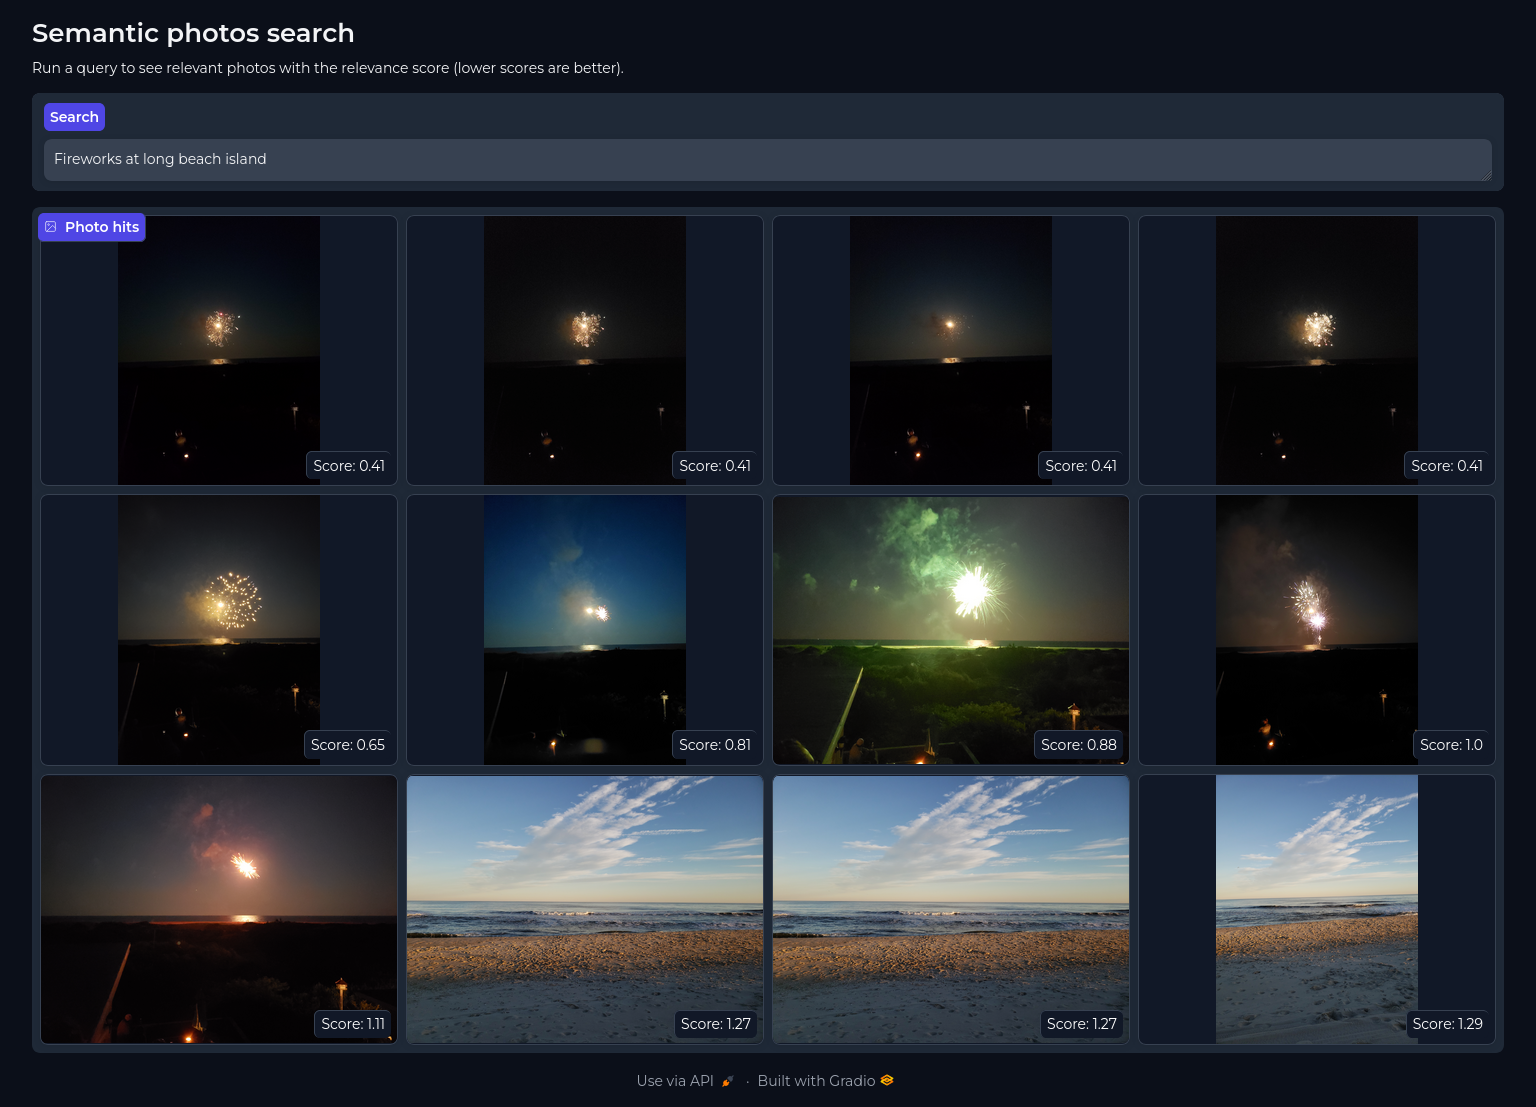 Semantic photos search
Run a query to see relevant photos with the relevance score (lower scores are better).
Search
Fireworks at long beach island
Photo hits
Score: 0.41
Score: 0.41
Score: 0.41
Score: 0.41
Score: 0.65
Score: 0.81
Score: 0.88
Score: 1.0
Score: 1.11
Score: 1.27
Score: 1.27
Score: 1.29
Use via API · Built with Gradio